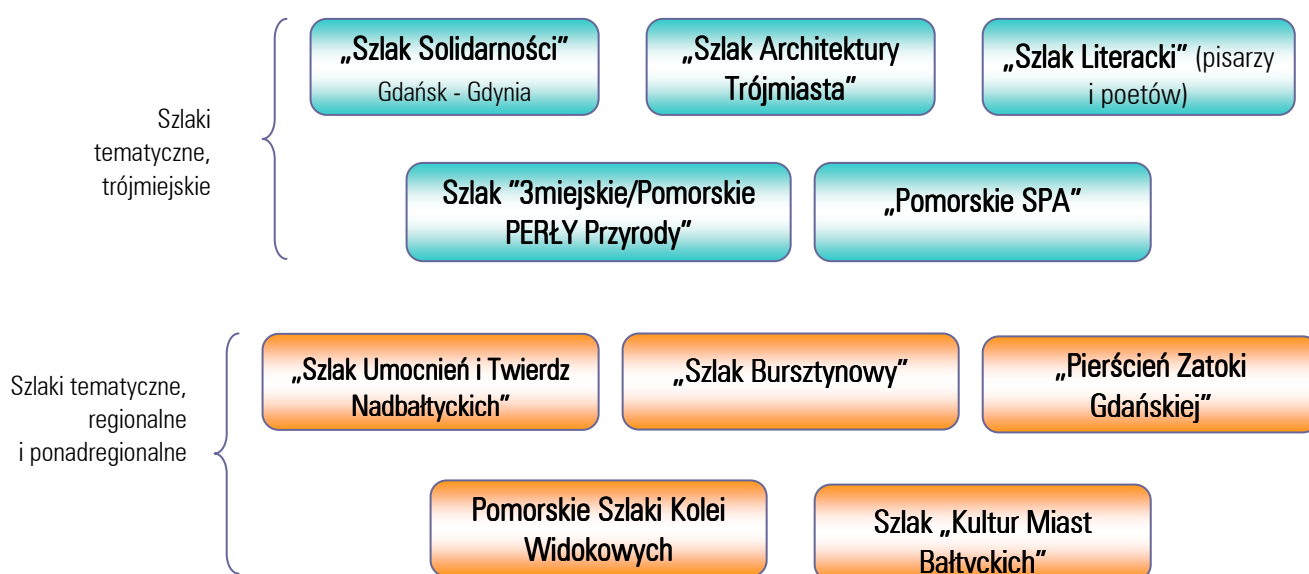 „Szlak Solidarności”
Gdańsk - Gdynia
„Szlak Architektury
Trójmiasta”
„Szlak Literacki” (pisarzy
i poetów)
Szlaki
tematyczne,
trójmiejskie
Szlak ”3miejskie/Pomorskie
PERŁY Przyrody”
„Pomorskie SPA”
„Szlak Umocnień i Twierdz
Nadbałtyckich”
„Szlak Bursztynowy”
„Pierścień Zatoki
Gdańskiej”
Szlaki tematyczne,
regionalne
i ponadregionalne
Pomorskie Szlaki Kolei
Widokowych
Szlak „Kultur Miast
Bałtyckich”